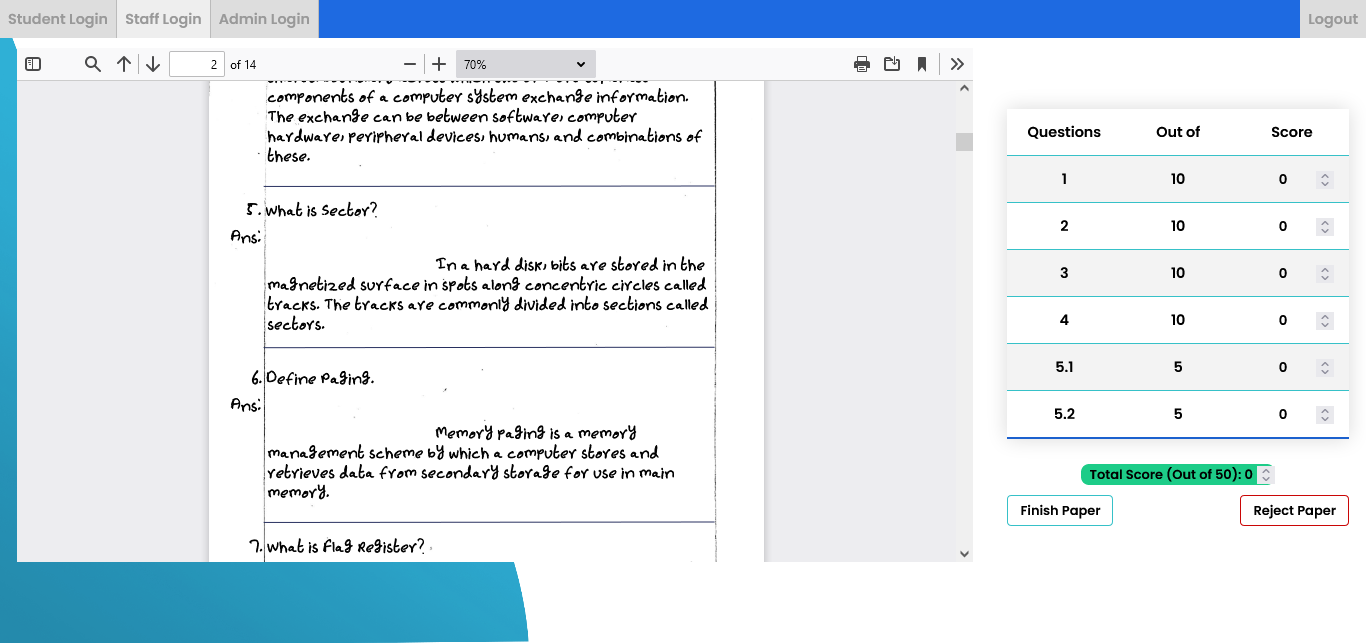 Student Login Staff Login Admin Login Logout
2 of 14 70%
components of a computer system exchange information.
The exchange can be between software, computer
hardware, peripheral devices, humans, and combinations of
these.
5. What is Sector?
Ans:
In a hard disk, bits are stored in the
magnetized surface in spots along concentric circles called
tracks. The tracks are commonly divided into sections called
sectors.
6. Define Paging.
Ans:
Memory paging is a memory
management scheme by which a computer stores and
retrieves data from secondary storage for use in main
memory.
7. What is Flag Register?
Questions Out of Score
1 10 0
2 10 0
3 10 0
4 10 0
5.1 5 0
5.2 5 0
Total Score (Out of 50): 0
Finish Paper Reject Paper